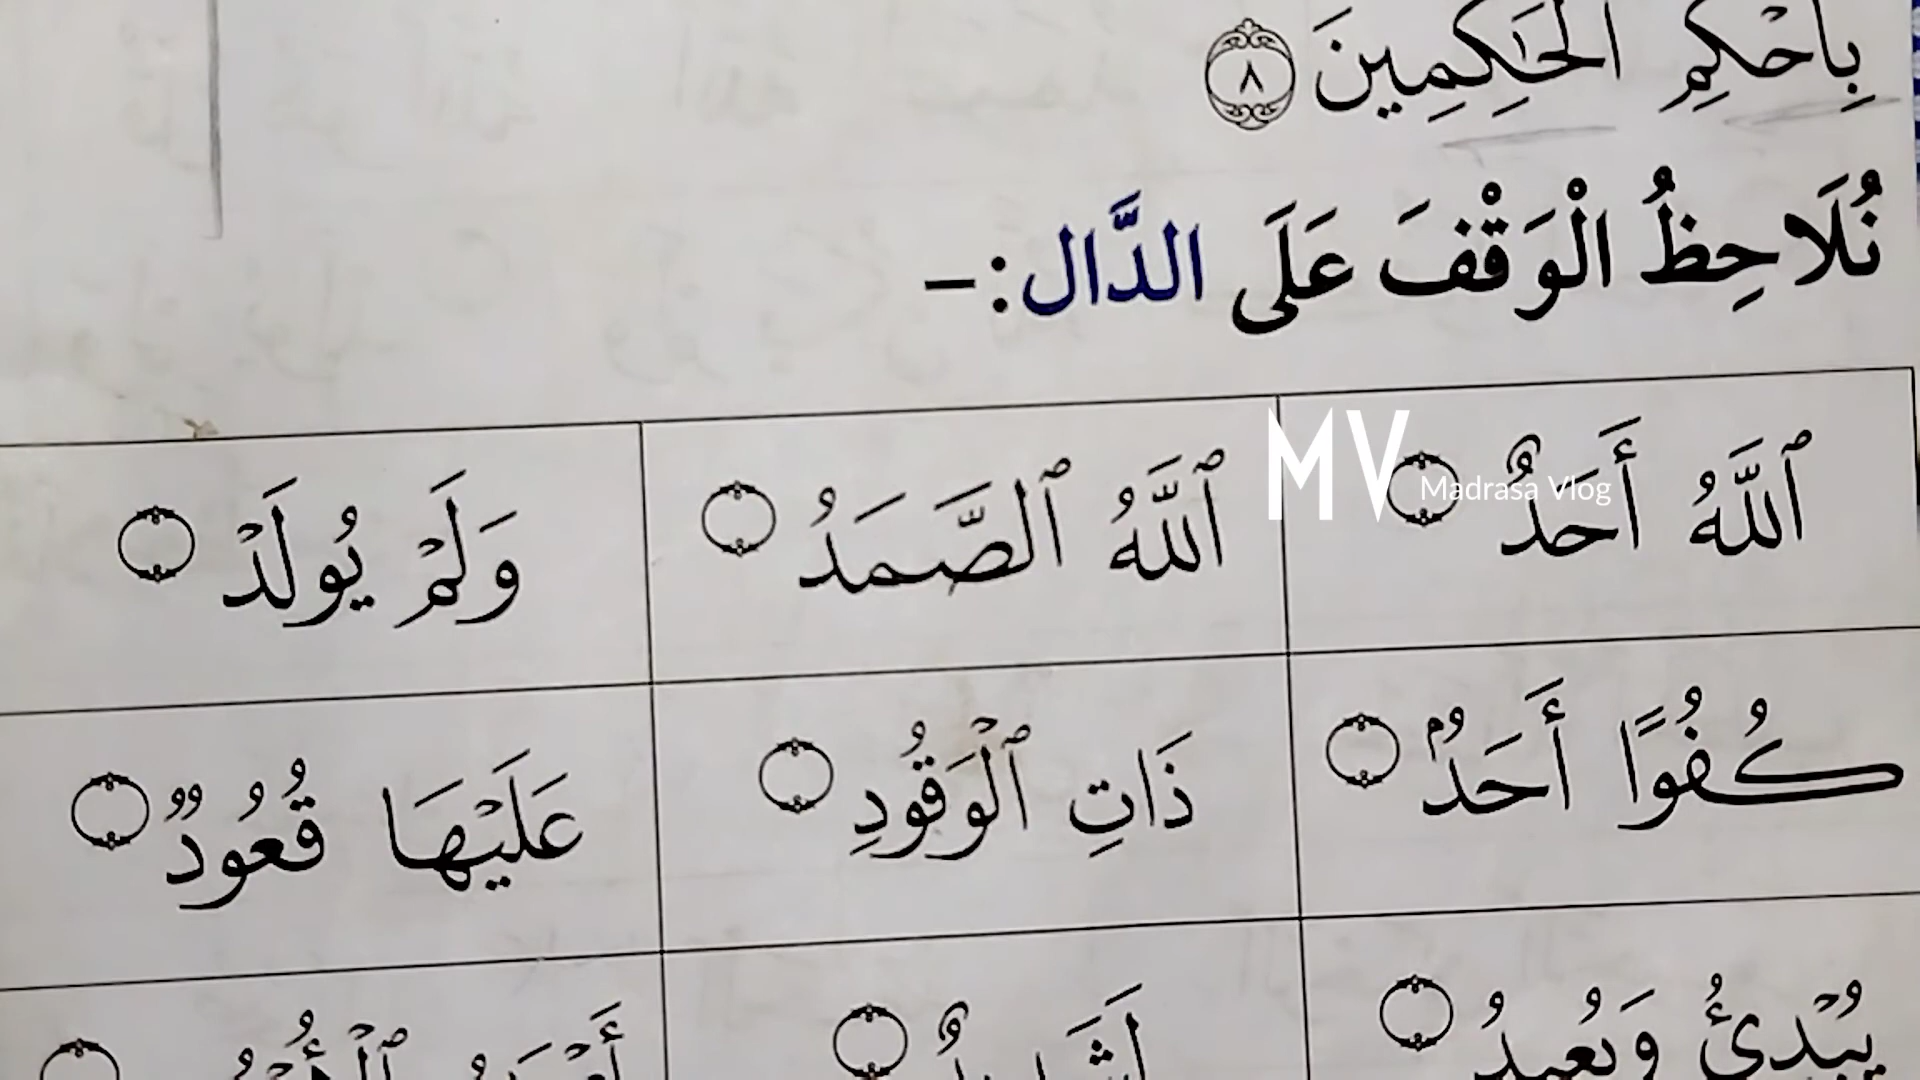 بِأَحْكَمِ الْحَٰكِمِينَ ٨
نُلَاحِظُ الْوَقْفَ عَلَى الدَّال :–
ٱللَّهُ أَحَدٌ ٱللَّهُ ٱلصَّمَدُ وَلَمْ يُولَدْ
MV Madrasa Vlog
كُفُوًا أَحَدٌۢ ذَاتِ ٱلْوَقُودِ عَلَيْهَا قُعُودٌ
يُبْدِئُ وَيُعِيدُ